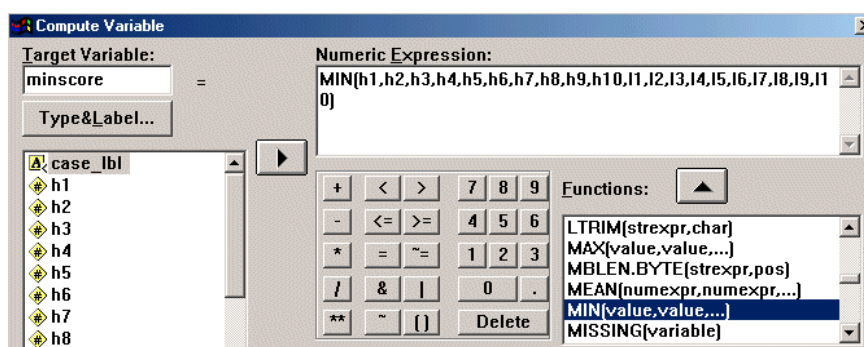 Compute Variable
Target Variable:
minscore
=
Type&Label...
Numeric Expression:
MIN(h1,h2,h3,h4,h5,h6,h7,h8,h9,h10,l1,l2,l3,l4,l5,l6,l7,l8,l9,l1
0)
case_lbl
h1
h2
h3
h4
h5
h6
h7
h8
+ < > 7 8 9
- <= >= 4 5 6
* = ~= 1 2 3
/ & | 0 .
** ~ () Delete
Functions:
LTRIM(strexpr,char)
MAX(value,value,...)
MBLEN.BYTE(strexpr,pos)
MEAN(numexpr,numexpr,...)
MIN(value,value,...)
MISSING(variable)